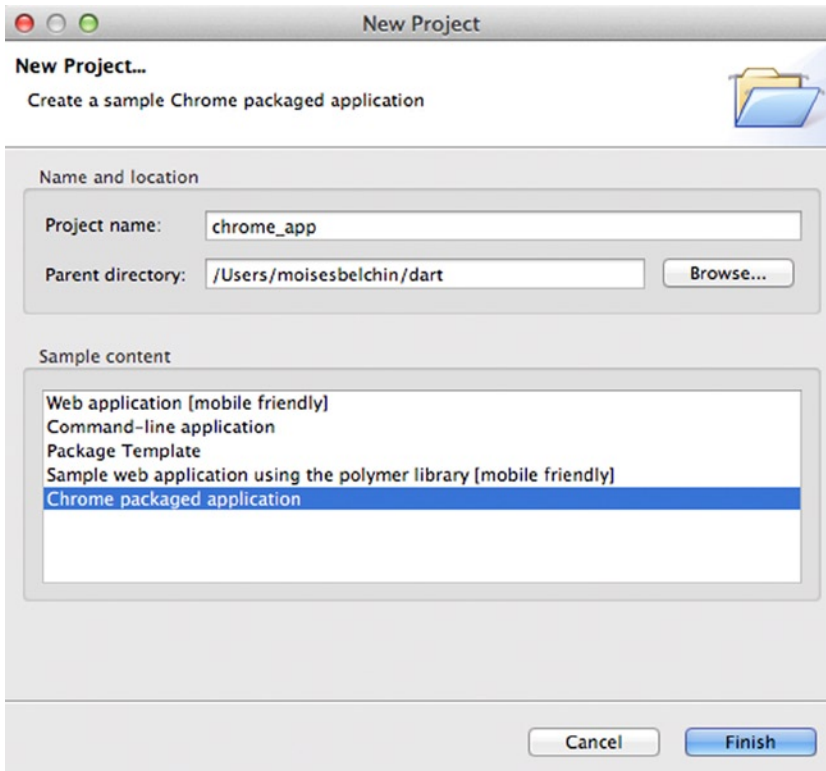 New Project
New Project...
Create a sample Chrome packaged application
Name and location
Project name: chrome_app
Parent directory: /Users/moisesbelchin/dart Browse...
Sample content
Web application [mobile friendly]
Command-line application
Package Template
Sample web application using the polymer library [mobile friendly]
Chrome packaged application
Cancel Finish